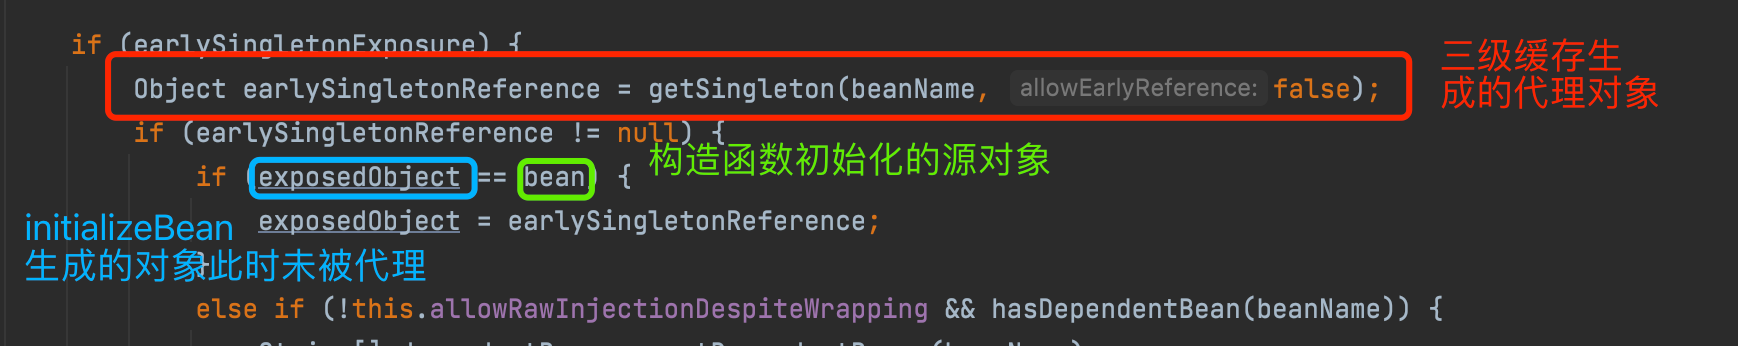 if (earlySingletonExposure) {
三级缓存生
Object earlySingletonReference = getSingleton(beanName, allowEarlyReference: false);
成的代理对象
if (earlySingletonReference != null) {
构造函数初始化的源对象
if (exposedObject == bean) {
exposedObject = earlySingletonReference;
initializeBean
生成的对象此时未被代理
}
else if (!this.allowRawInjectionDespiteWrapping && hasDependentBean(beanName)) {